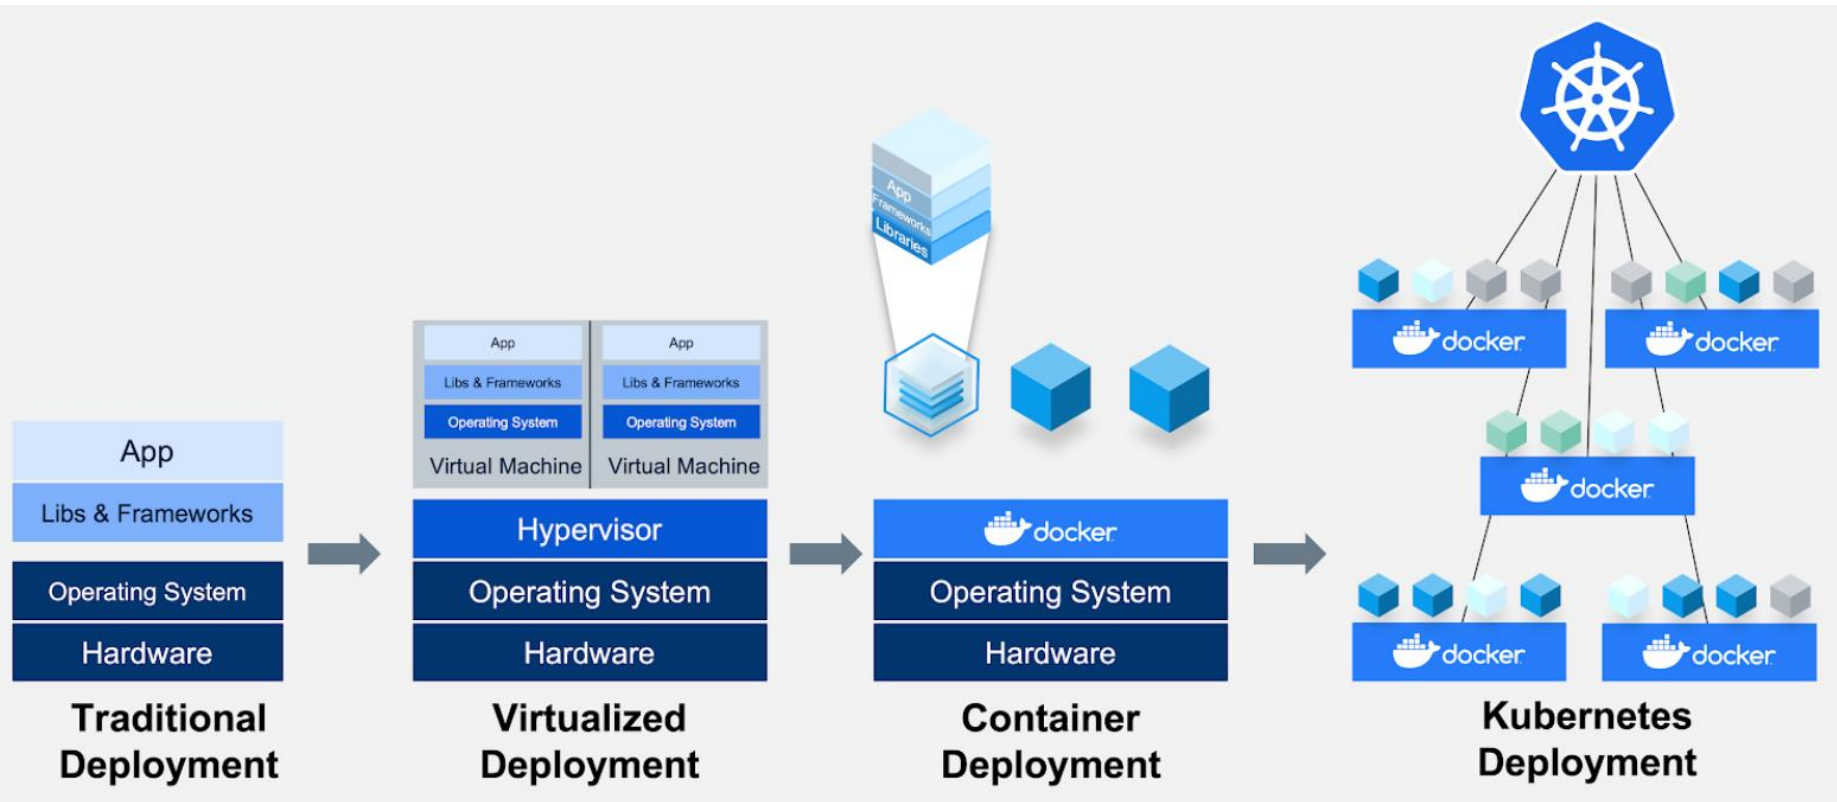 App
Libs & Frameworks
Operating System
Hardware
Traditional
Deployment
App
Libs & Frameworks
Operating System
Virtual Machine
App
Libs & Frameworks
Operating System
Virtual Machine
Hypervisor
Operating System
Hardware
Virtualized
Deployment
App
Frameworks
Libraries
docker
Operating System
Hardware
Container
Deployment
docker
docker
docker
docker
docker
Kubernetes
Deployment